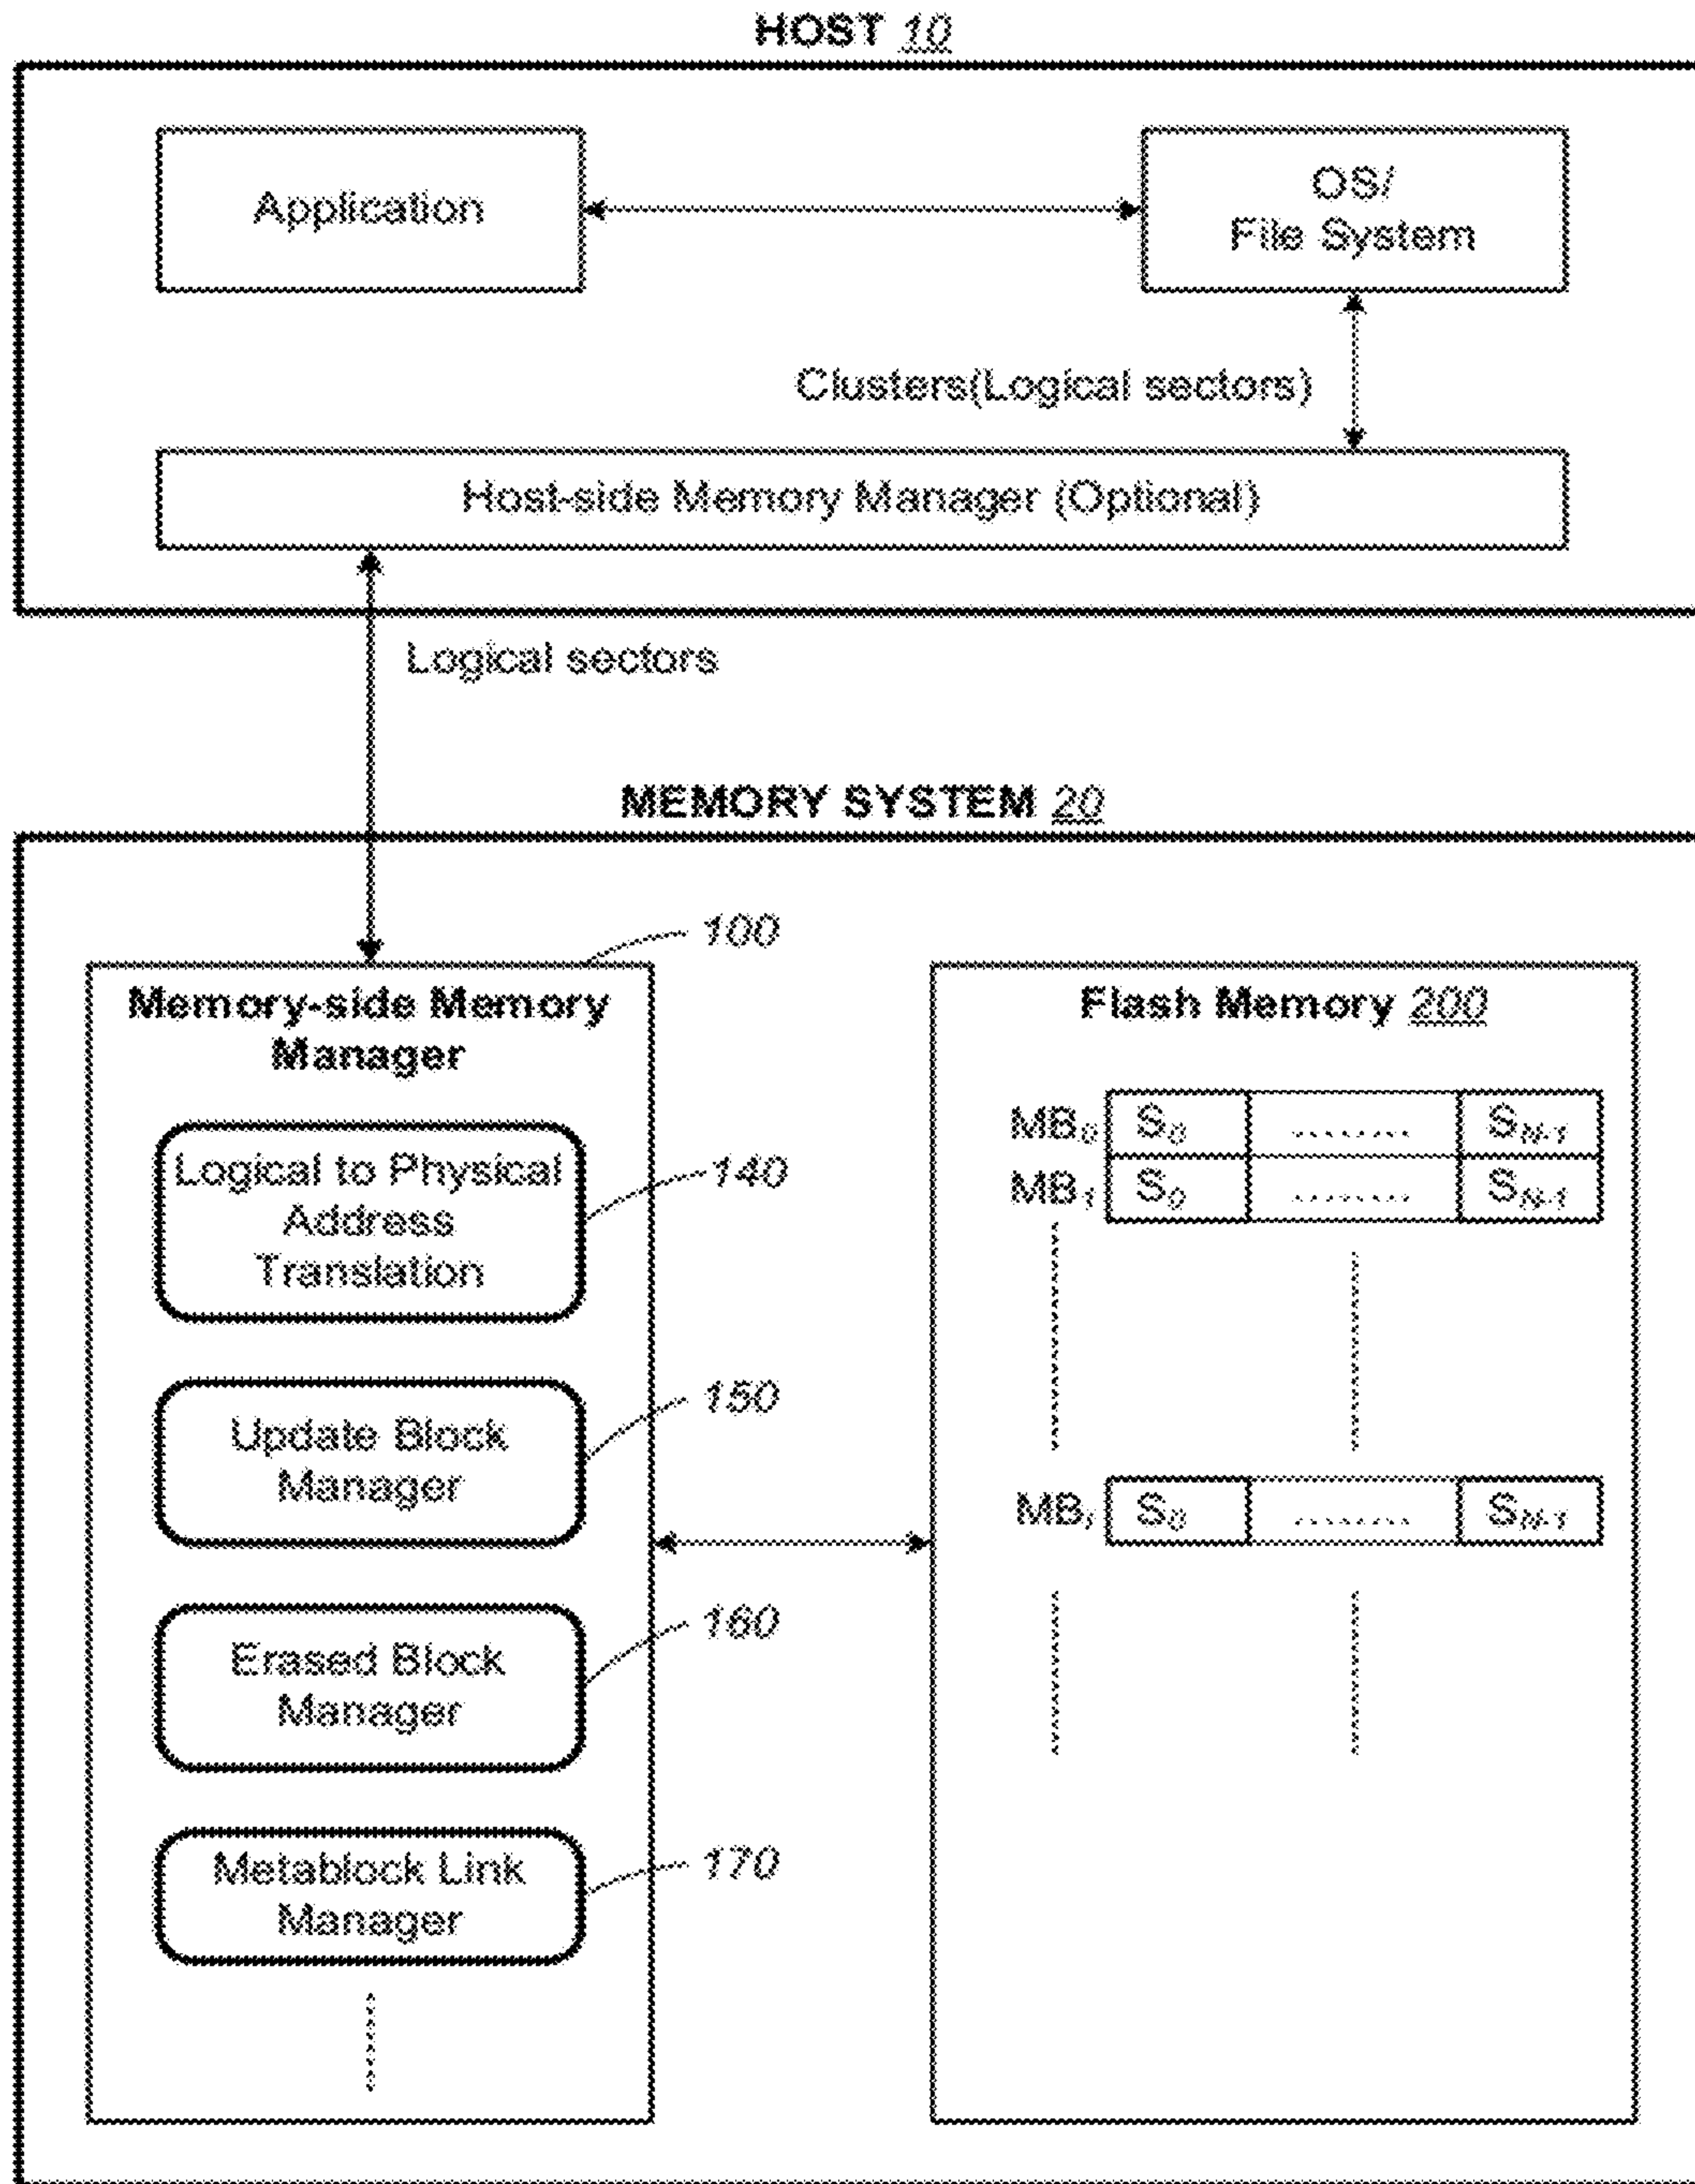 HOST 10
Application
OS/
File System
Clusters(Logical sectors)
Host-side Memory Manager (Optional)
Logical sectors
MEMORY SYSTEM 20
100
Memory-side Memory
Manager
Logical to Physical
Address
Translation
140
Update Block
Manager
150
Erased Block
Manager
160
Metablock Link
Manager
170
Flash Memory 200
MB0 S0 ........ SN-1
MB1 S0 ........ SN-1
MBi S0 ........ SN-1